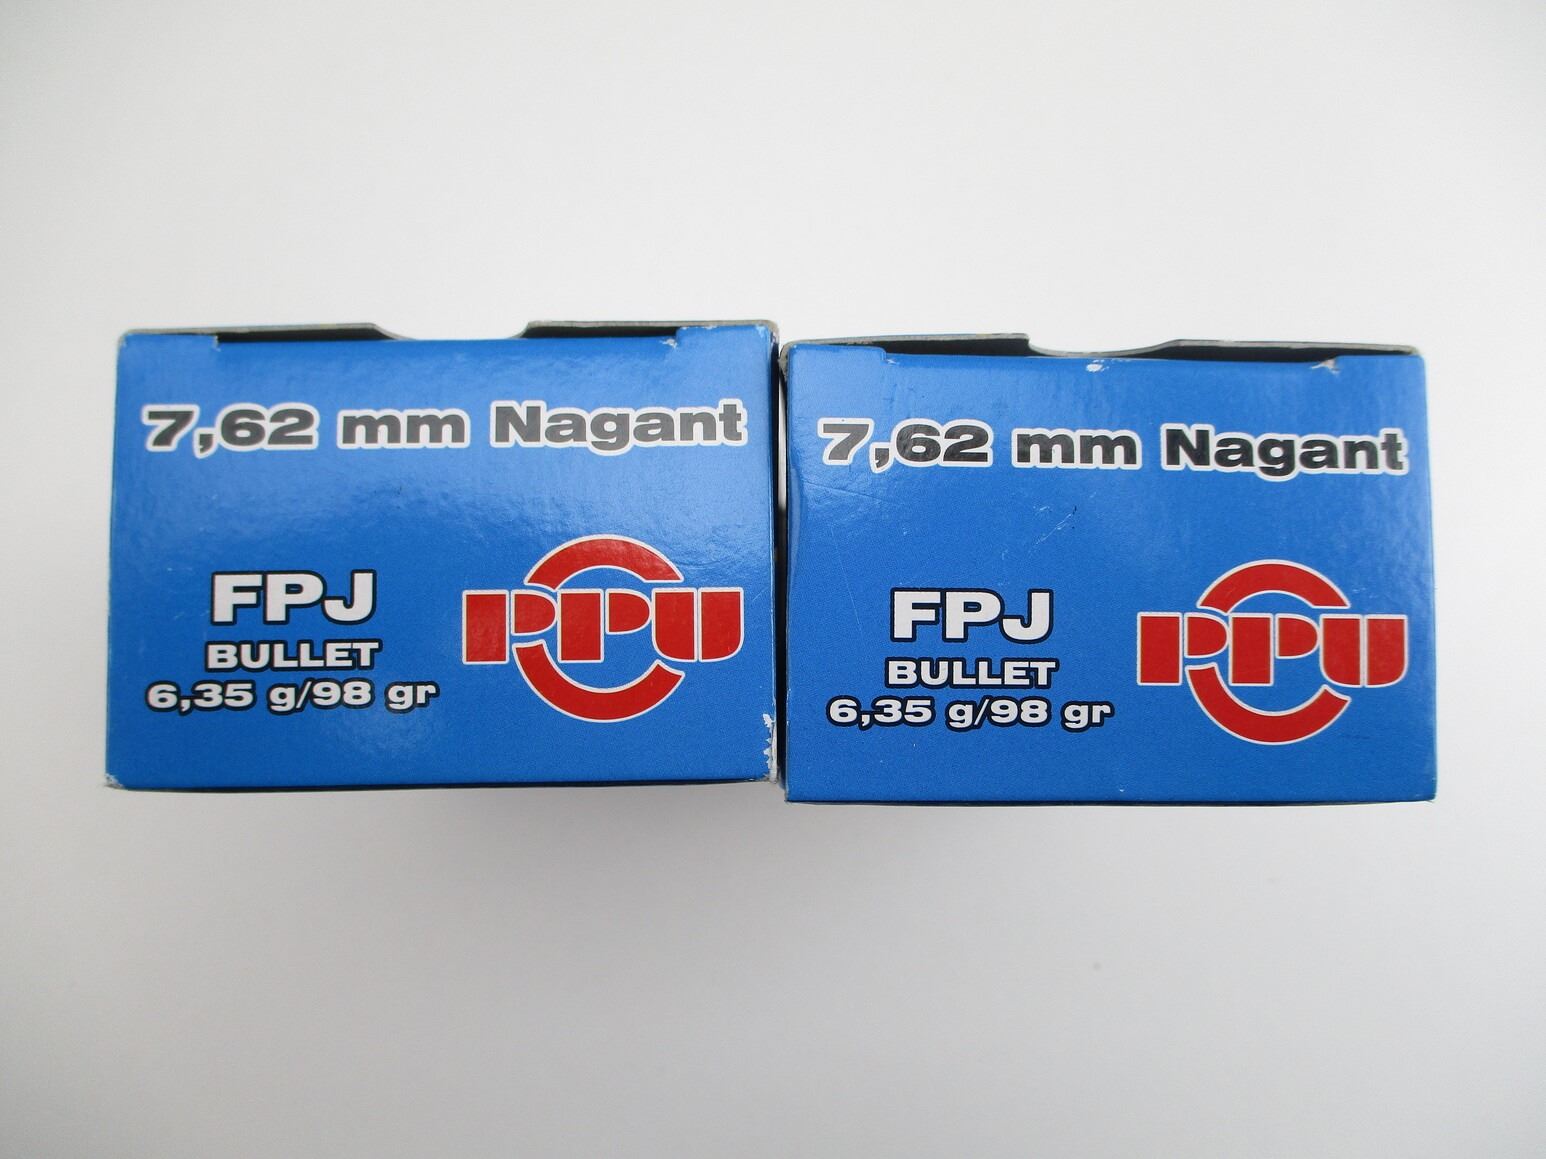 7,62 mm Nagant
FPJ
BULLET
6,35 g/98 gr
PPU
7,62 mm Nagant
FPJ
BULLET
6,35 g/98 gr
PPU